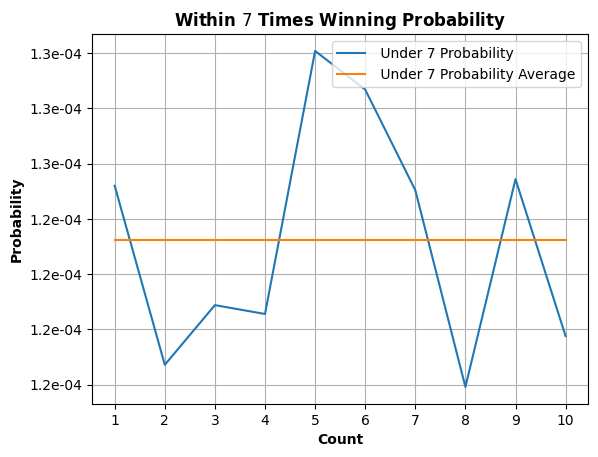 Within 7 Times Winning Probability
Under 7 Probability
Under 7 Probability Average
1.3e-04
1.3e-04
1.3e-04
1.2e-04
1.2e-04
1.2e-04
1.2e-04
Probability
1 2 3 4 5 6 7 8 9 10
Count